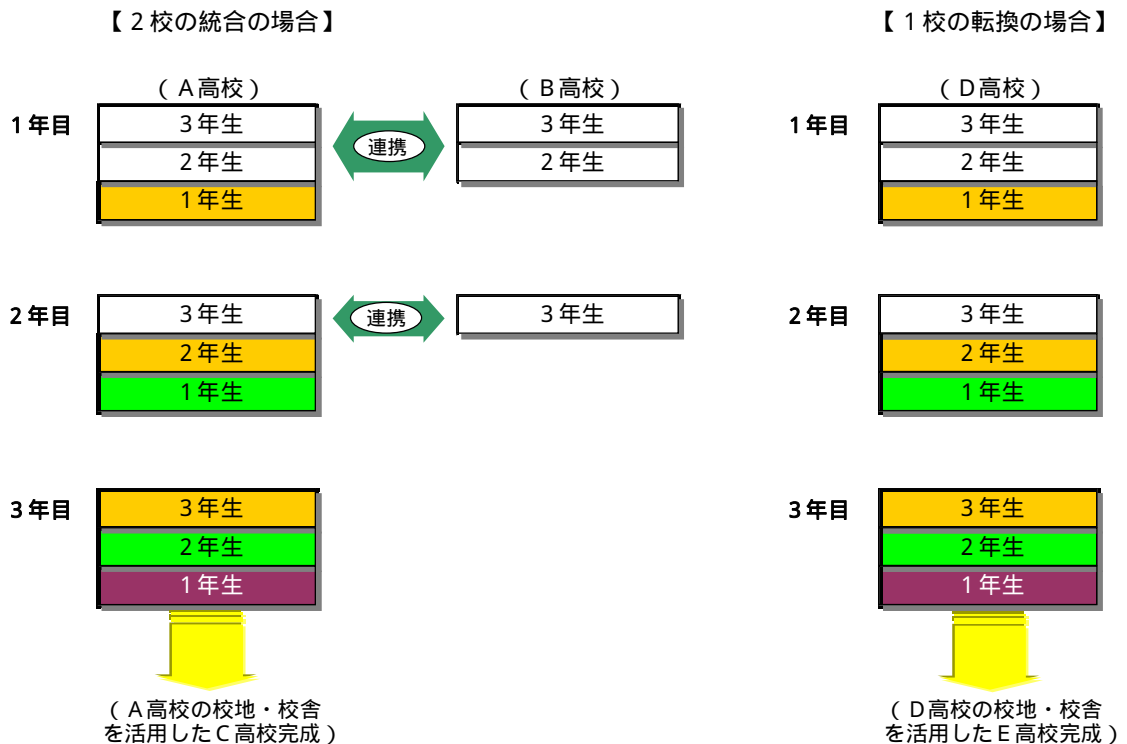 【２校の統合の場合】
（Ａ高校）
（Ｂ高校）
１年目
３年生
２年生
１年生
連携
３年生
２年生
２年目
３年生
２年生
１年生
連携
３年生
３年目
３年生
２年生
１年生
（Ａ高校の校地・校舎
を活用したＣ高校完成）
【１校の転換の場合】
（Ｄ高校）
１年目
３年生
２年生
１年生
２年目
３年生
２年生
１年生
３年目
３年生
２年生
１年生
（Ｄ高校の校地・校舎
を活用したＥ高校完成）